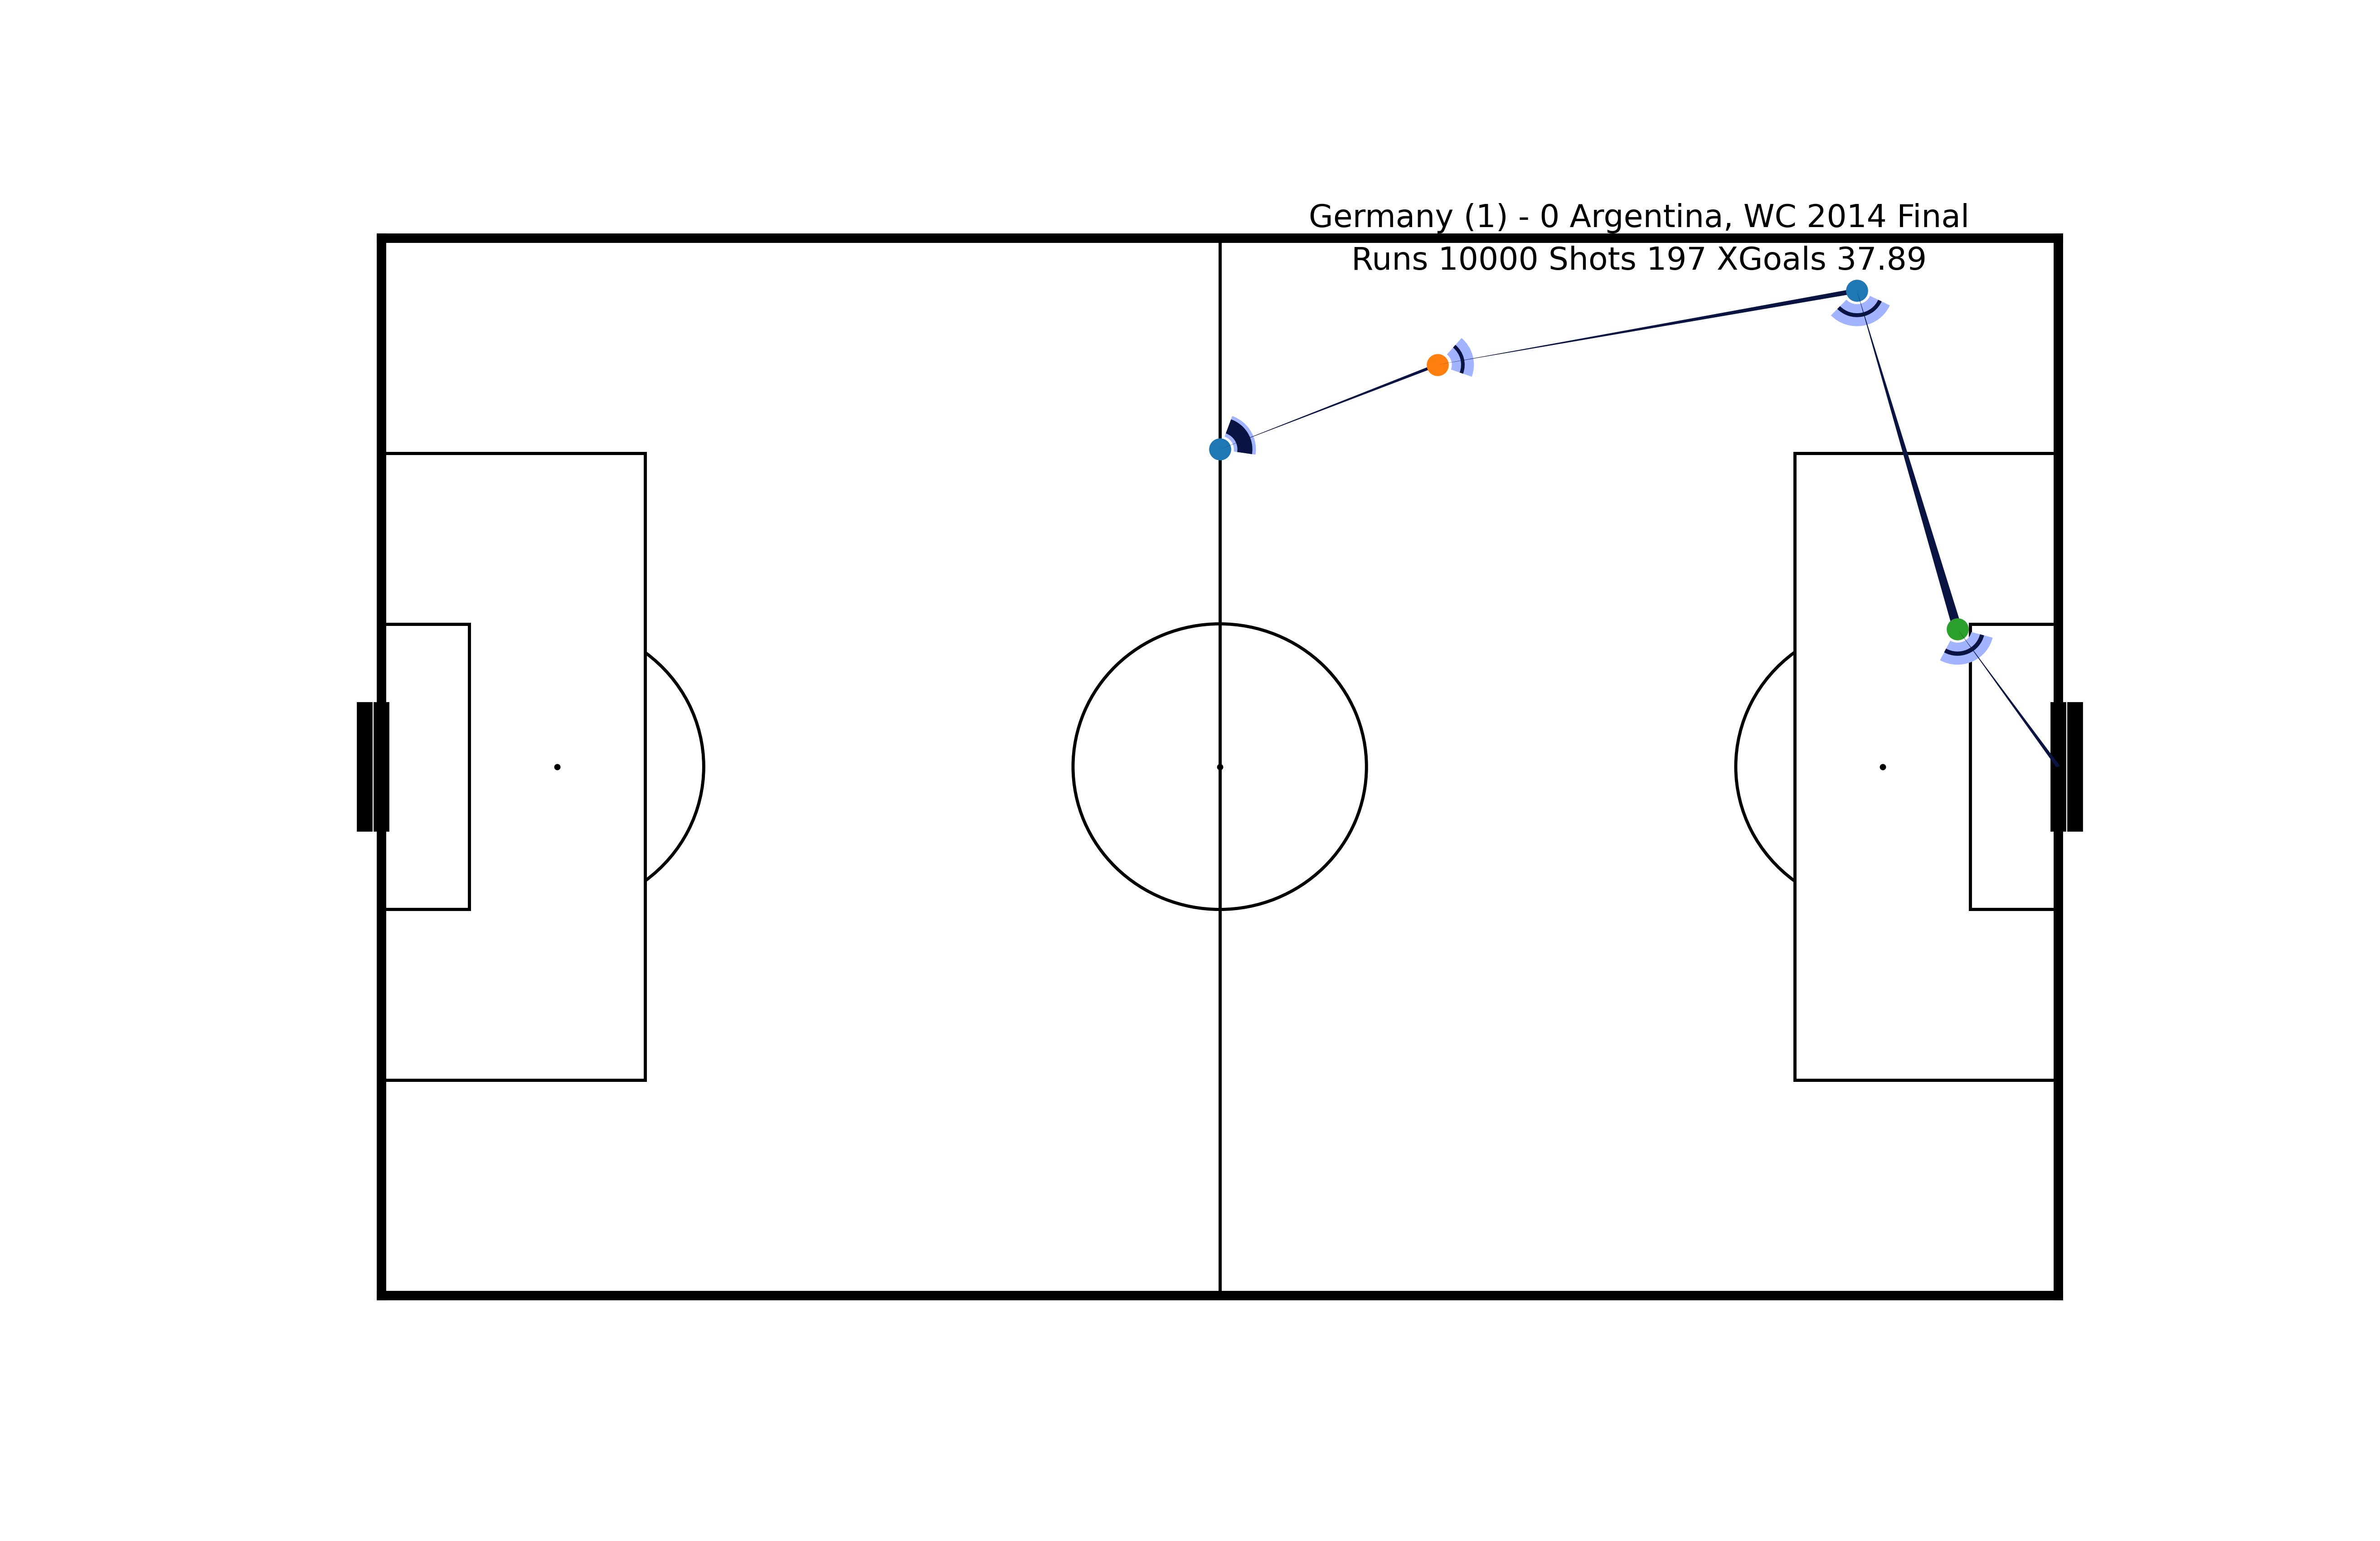 Germany (1) - 0 Argentina, WC 2014 Final
Runs 10000 Shots 197 XGoals 37.89